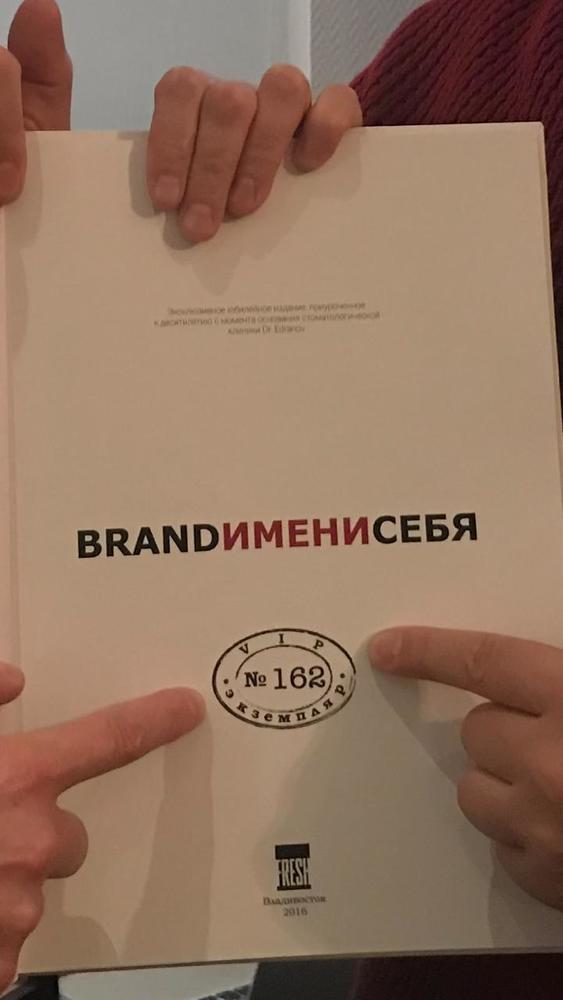 Эксклюзивное юбилейное издание, приуроченное
к десятилетию с момента основания стоматологической
клиники Dr. Edranov
BRANDИМЕНИСЕБЯ
VIP
№ 162
экземпляр
FRESH
Владивосток
2016